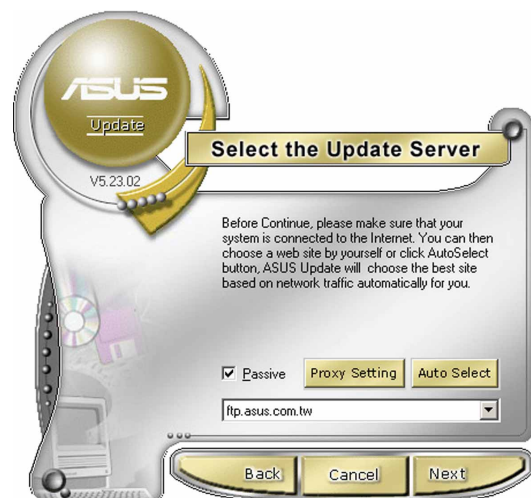 ASUS
Update
V5.23.02
Select the Update Server
Before Continue, please make sure that your
system is connected to the Internet. You can then
choose a web site by yourself or click AutoSelect
button, ASUS Update will choose the best site
based on network traffic automatically for you.
Passive
Proxy Setting
Auto Select
ftp.asus.com.tw
Back
Cancel
Next